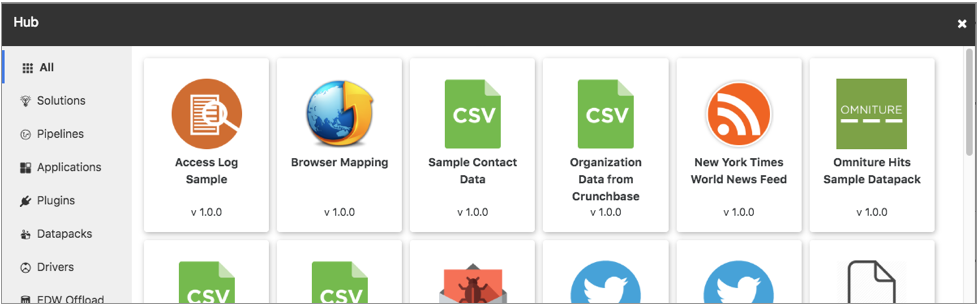 Hub
All
Solutions
Pipelines
Applications
Plugins
Datapacks
Drivers
EDW Offload
Access Log
Sample
v 1.0.0
Browser Mapping
v 1.0.0
CSV
Sample Contact
Data
v 1.0.0
CSV
Organization
Data from
Crunchbase
v 1.0.0
New York Times
World News Feed
v 1.0.0
OMNITURE
Omniture Hits
Sample Datapack
v 1.0.0
CSV
CSV